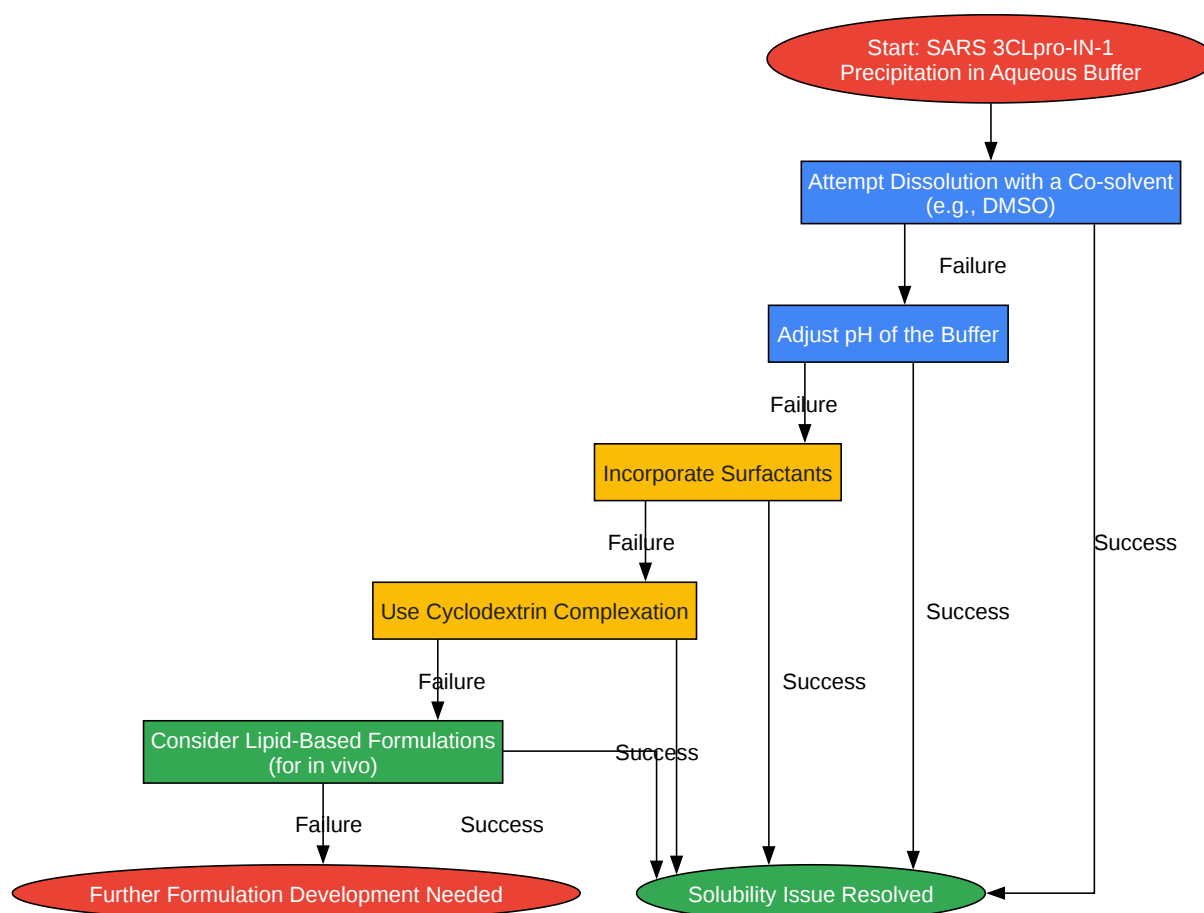 Start: SARS 3CLpro-IN-1
Precipitation in Aqueous Buffer
Attempt Dissolution with a Co-solvent
(e.g., DMSO)
Failure
Adjust pH of the Buffer
Failure
Incorporate Surfactants
Failure
Success
Use Cyclodextrin Complexation
Success
Failure
Success
Consider Lipid-Based Formulations
(for in vivo)
Success
Failure
Success
Further Formulation Development Needed
Solubility Issue Resolved